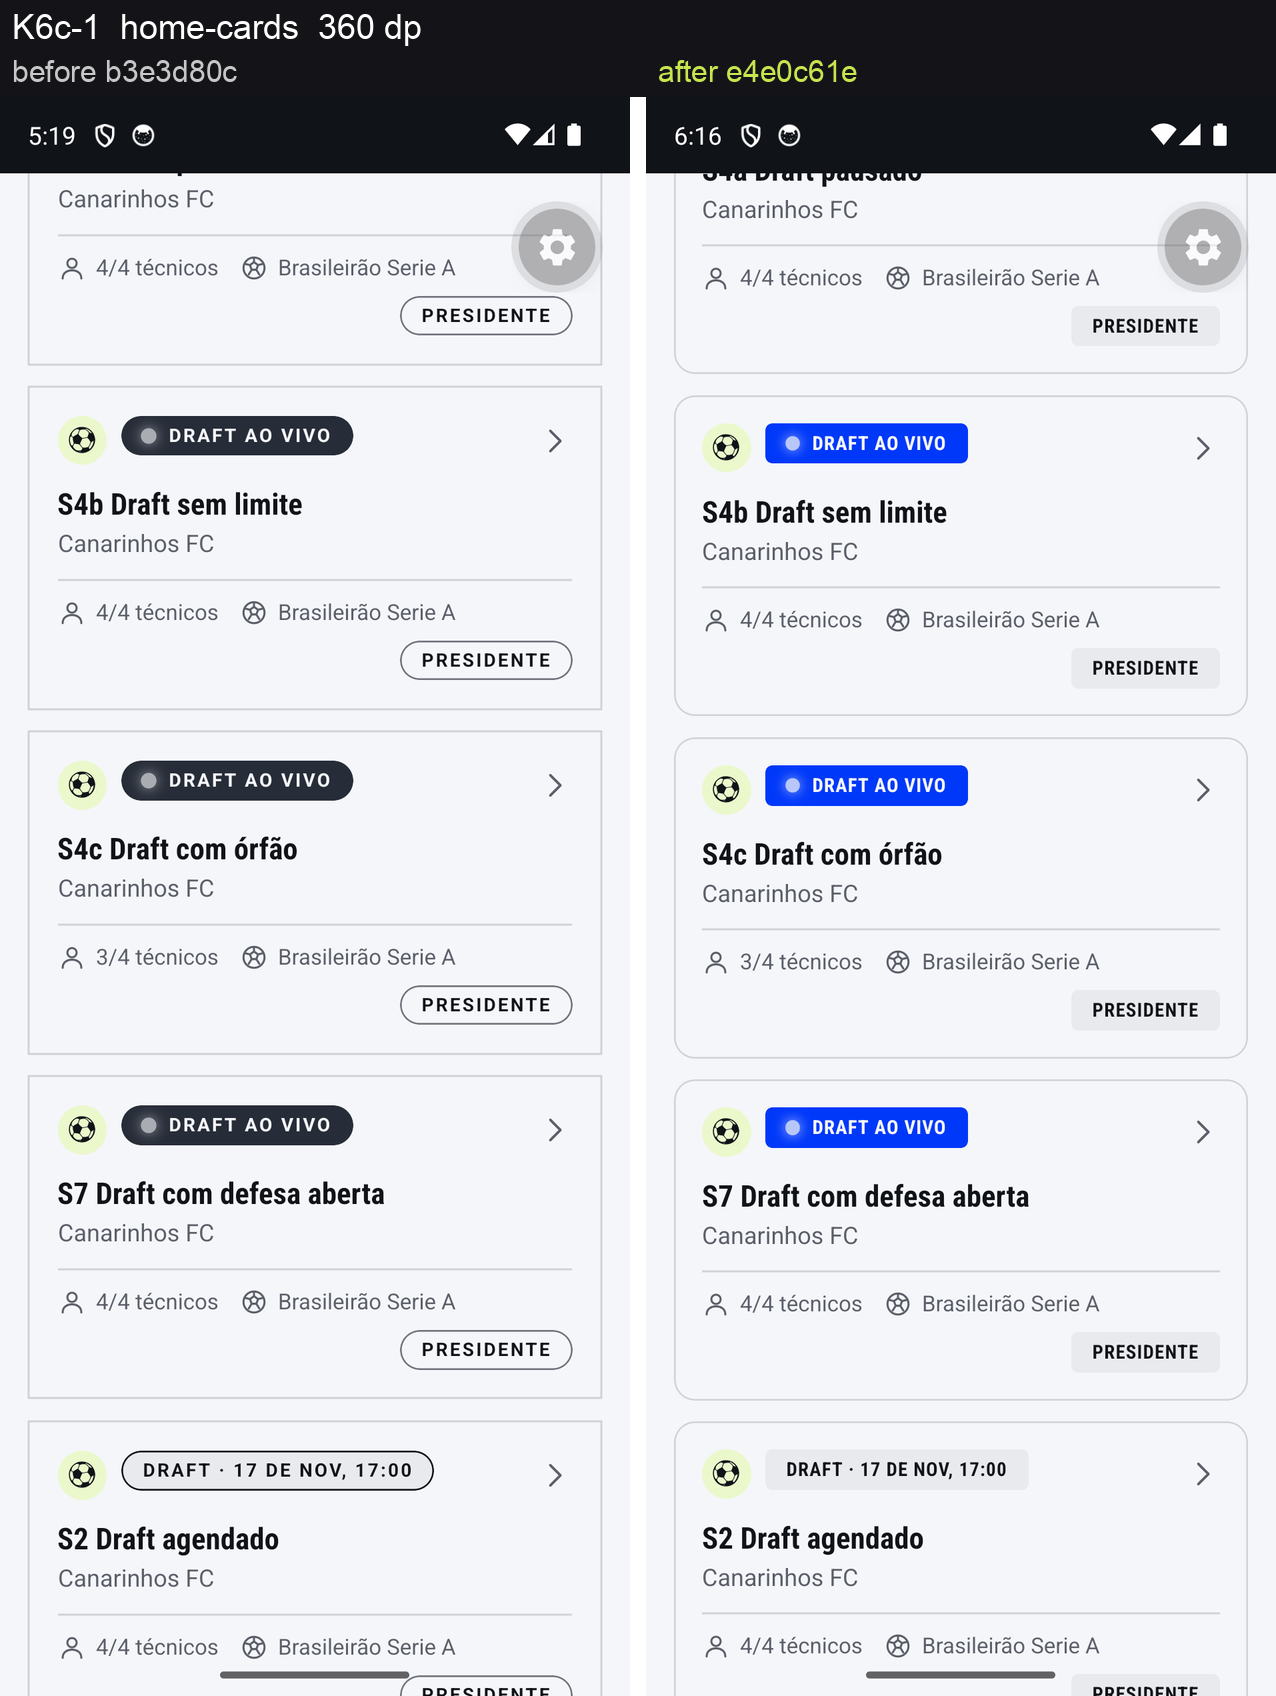 K6c-1 home-cards 360 dp
before b3e3d80c
after e4e0c61e
5:19
Canarinhos FC
4/4 técnicos Brasileirão Serie A
PRESIDENTE
DRAFT AO VIVO
S4b Draft sem limite
Canarinhos FC
4/4 técnicos Brasileirão Serie A
PRESIDENTE
DRAFT AO VIVO
S4c Draft com órfão
Canarinhos FC
3/4 técnicos Brasileirão Serie A
PRESIDENTE
DRAFT AO VIVO
S7 Draft com defesa aberta
Canarinhos FC
4/4 técnicos Brasileirão Serie A
PRESIDENTE
DRAFT · 17 DE NOV, 17:00
S2 Draft agendado
Canarinhos FC
4/4 técnicos Brasileirão Serie A
PRESIDENTE
6:16
S4a Draft pausado
Canarinhos FC
4/4 técnicos Brasileirão Serie A
PRESIDENTE
DRAFT AO VIVO
S4b Draft sem limite
Canarinhos FC
4/4 técnicos Brasileirão Serie A
PRESIDENTE
DRAFT AO VIVO
S4c Draft com órfão
Canarinhos FC
3/4 técnicos Brasileirão Serie A
PRESIDENTE
DRAFT AO VIVO
S7 Draft com defesa aberta
Canarinhos FC
4/4 técnicos Brasileirão Serie A
PRESIDENTE
DRAFT · 17 DE NOV, 17:00
S2 Draft agendado
Canarinhos FC
4/4 técnicos Brasileirão Serie A
PRESIDENTE